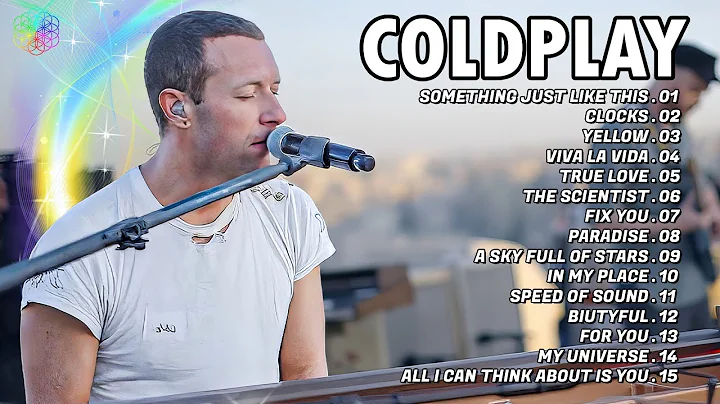 COLDPLAY
SOMETHING JUST LIKE THIS . 01
CLOCKS . 02
YELLOW . 03
VIVA LA VIDA . 04
TRUE LOVE . 05
THE SCIENTIST . 06
FIX YOU . 07
PARADISE . 08
A SKY FULL OF STARS . 09
IN MY PLACE . 10
SPEED OF SOUND . 11
BIUTYFUL . 12
FOR YOU . 13
MY UNIVERSE . 14
ALL I CAN THINK ABOUT IS YOU . 15